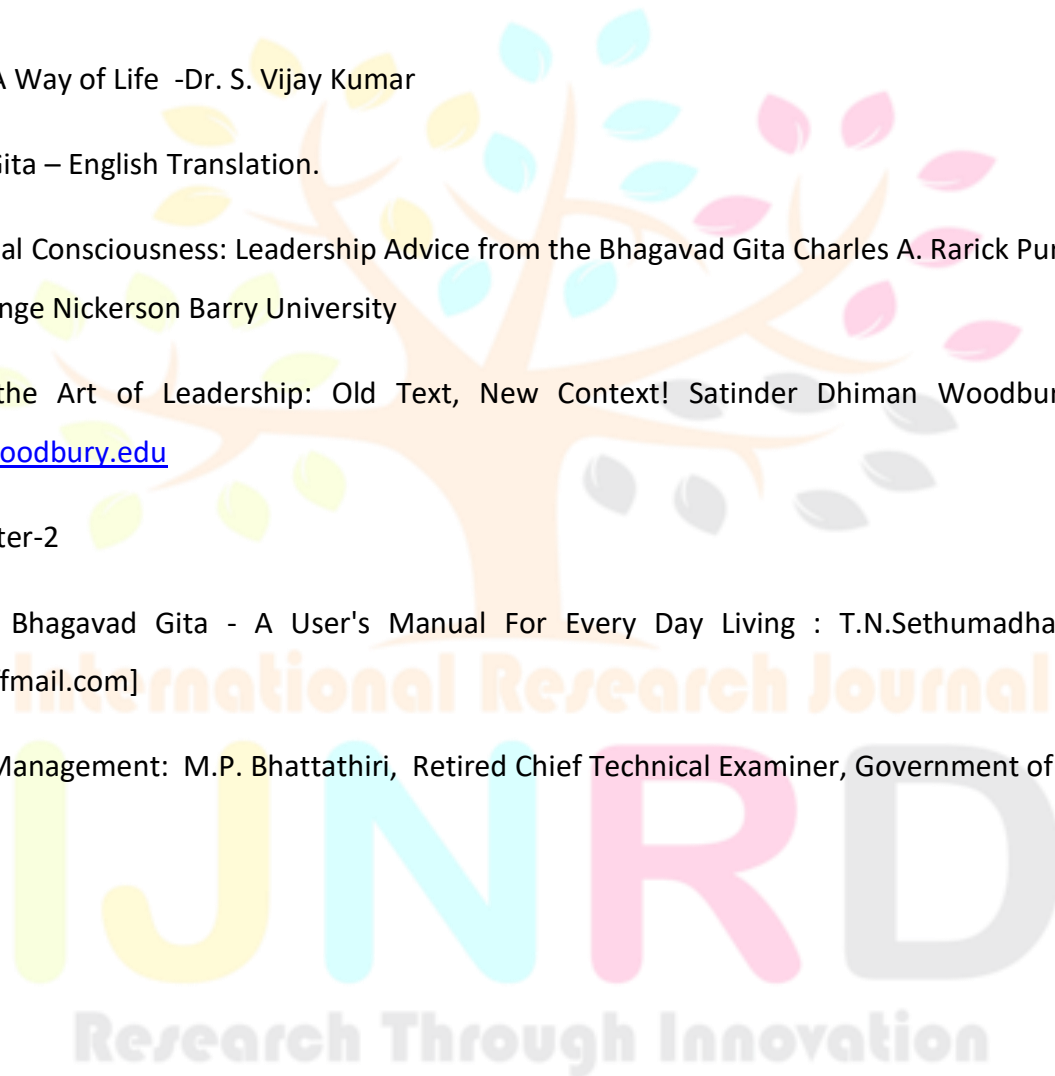 A Way of Life -Dr. S. Vijay Kumar
Gita – English Translation.
al Consciousness: Leadership Advice from the Bhagavad Gita Charles A. Rarick Pur
nge Nickerson Barry University
the Art of Leadership: Old Text, New Context! Satinder Dhiman Woodbur
oodbury.edu
ter-2
Bhagavad Gita - A User's Manual For Every Day Living : T.N.Sethumadha
ffmail.com]
International Research Journal
Management: M.P. Bhattathiri, Retired Chief Technical Examiner, Government of
IJNRD
Research Through Innovation